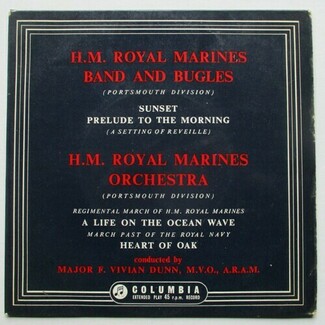 H.M. ROYAL MARINES
BAND AND BUGLES
(PORTSMOUTH DIVISION)
SUNSET
PRELUDE TO THE MORNING
(A SETTING OF REVEILLE)
H.M. ROYAL MARINES
ORCHESTRA
(PORTSMOUTH DIVISION)
REGIMENTAL MARCH OF H.M. ROYAL MARINES
A LIFE ON THE OCEAN WAVE
MARCH PAST OF THE ROYAL NAVY
HEART OF OAK
conducted by
MAJOR F. VIVIAN DUNN, M.V.O., A.R.A.M.
COLUMBIA
EXTENDED PLAY 45 r.p.m. RECORD